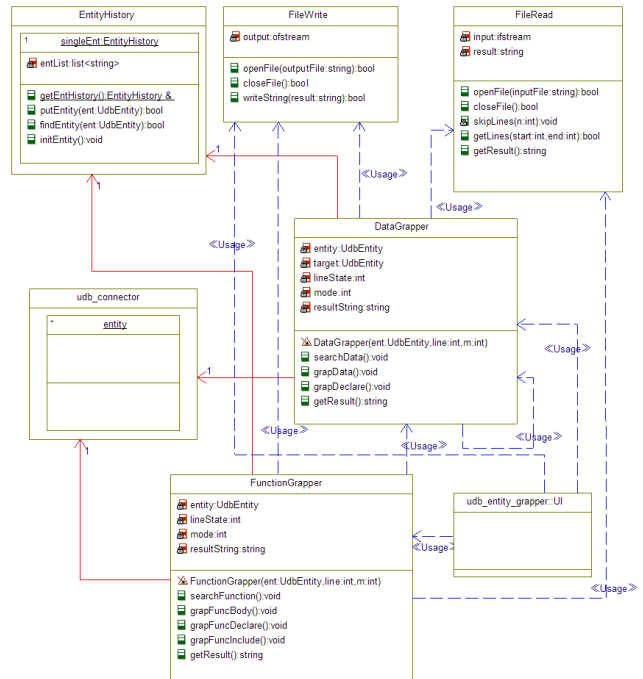 EntityHistory
1
singleEnt:EntityHistory
entList:list<string>
getEntHistory():EntityHistory &
putEntity(ent:UdbEntity):bool
findEntity(ent:UdbEntity):bool
initEntity():void
FileWrite
output:ofstream
openFile(outputFile:string):bool
closeFile():bool
writeString(result:string):bool
FileRead
input:ifstream
result:string
openFile(inputFile:string):bool
closeFile():bool
skipLines(n:int):void
getLines(start:int,end:int):bool
getResult():string
1
1
≪Usage≫
≪Usage≫
≪Usage≫
DataGrapper
entity:UdbEntity
target:UdbEntity
lineState:int
mode:int
resultString:string
DataGrapper(ent:UdbEntity,line:int,m:int)
searchData():void
grapData():void
grapDeclare():void
getResult():string
udb_connector
*
entity
1
1
≪Usage≫
≪Usage≫
≪Usage≫
≪Usage≫
FunctionGrapper
entity:UdbEntity
lineState:int
mode:int
resultString:string
FunctionGrapper(ent:UdbEntity,line:int,m:int)
searchFunction():void
grapFuncBody():void
grapFuncDeclare():void
grapFuncInclude():void
getResult():string
udb_entity_grapper::UI
≪Usage≫
≪Usage≫